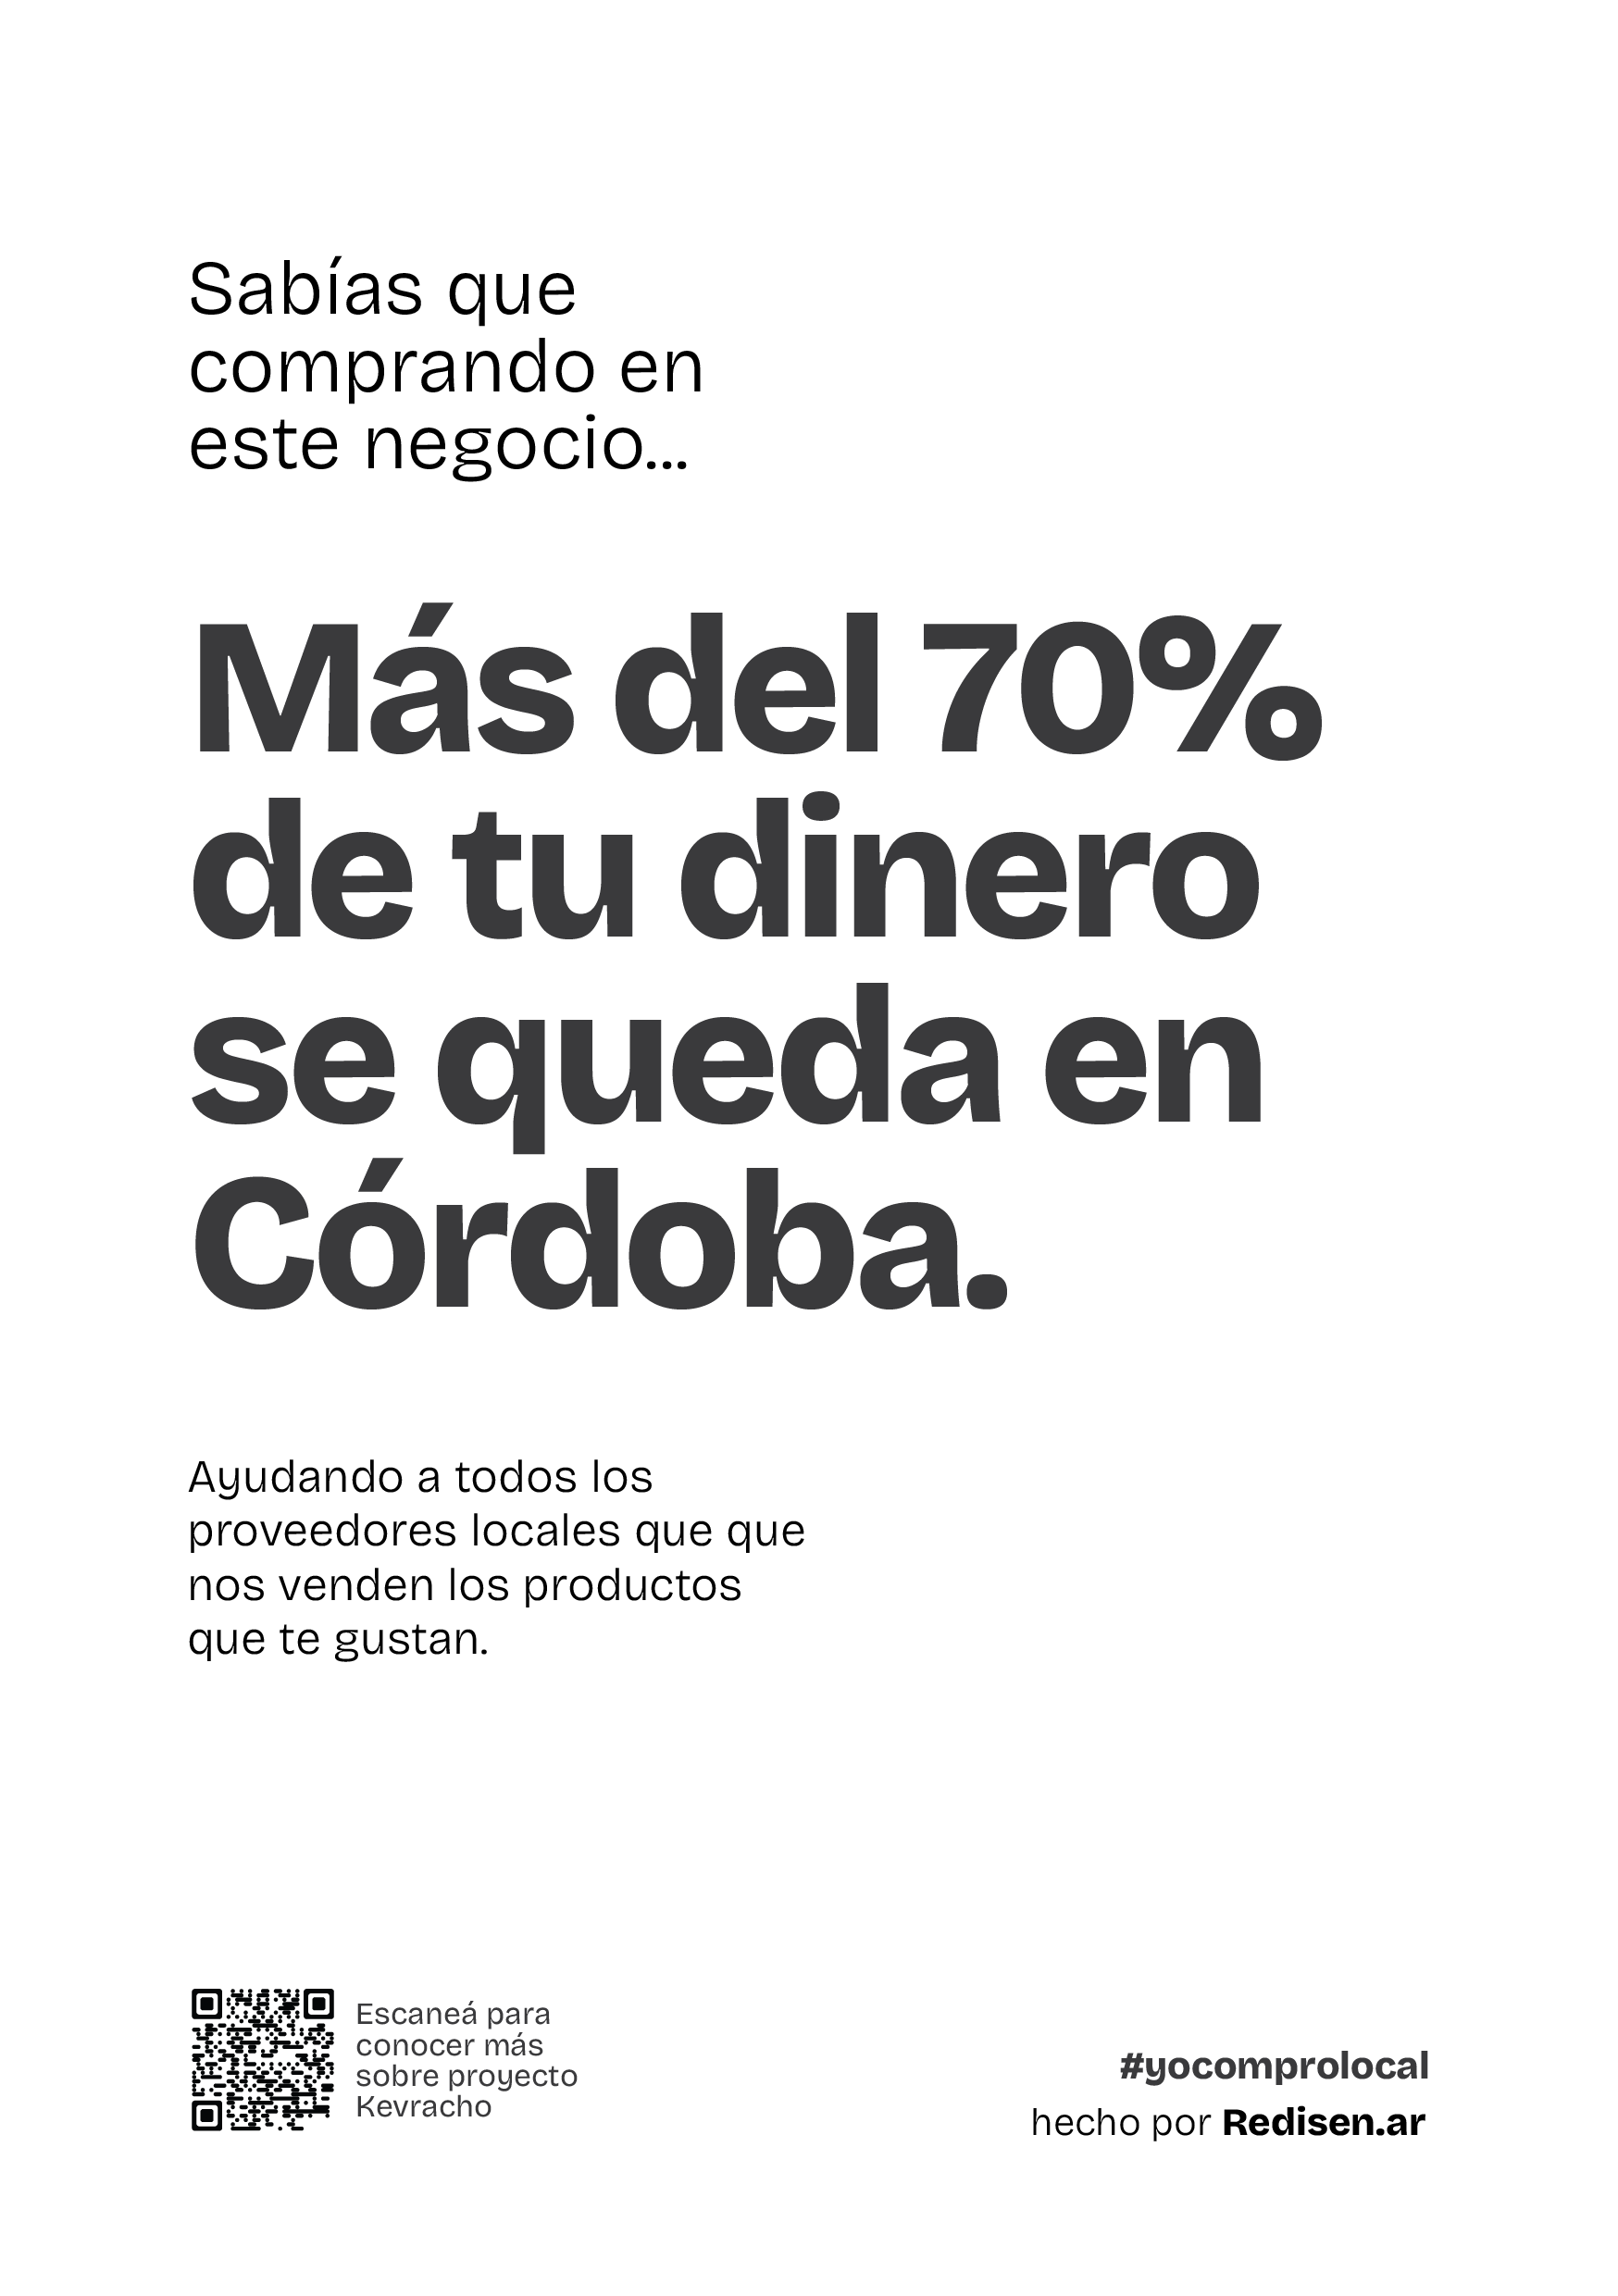 Sabías que
comprando en
este negocio...
Más del 70%
de tu dinero
se queda en
Córdoba.
Ayudando a todos los
proveedores locales que que
nos venden los productos
que te gustan.
Escaneá para
conocer más
sobre proyecto
Kevracho
#yocomprolocal
hecho por Redisen.ar